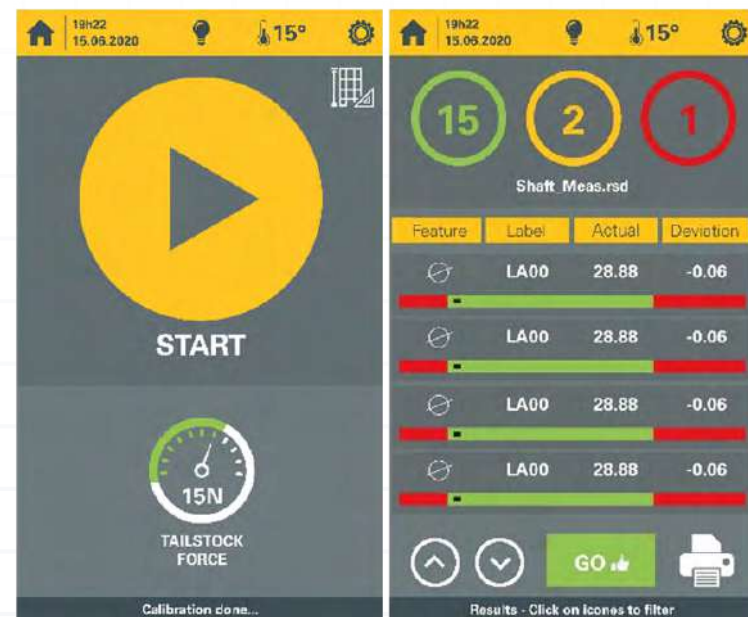 19h22
15.06.2020
15°
START
15N
TAILSTOCK
FORCE
Calibration done...
19h22
15.06.2020
15°
15
2
1
Shaft_Meas.rsd
Feature Label Actual Deviation
LA00 28.88 -0.06
LA00 28.88 -0.06
LA00 28.88 -0.06
LA00 28.88 -0.06
GO
Results - Click on icones to filter